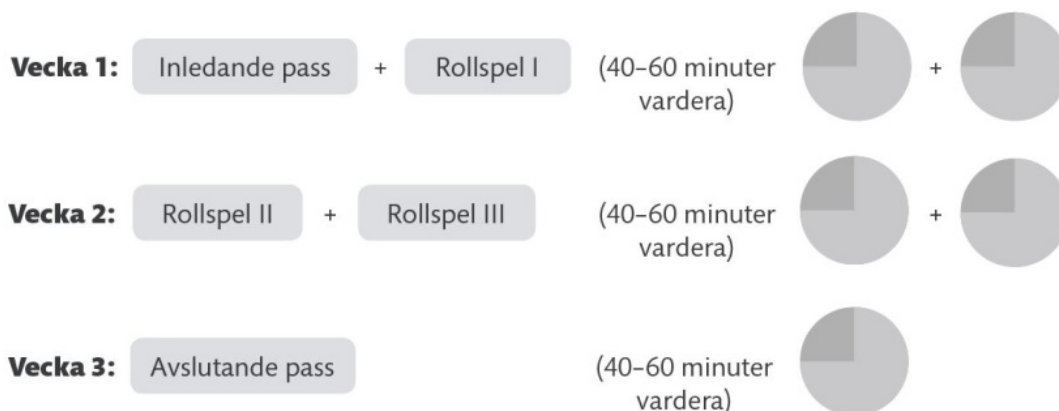 Vecka 1: Inledande pass + Rollspel I (40–60 minuter
vardera) +
Vecka 2: Rollspel II + Rollspel III (40–60 minuter
vardera) +
Vecka 3: Avslutande pass (40–60 minuter
vardera)